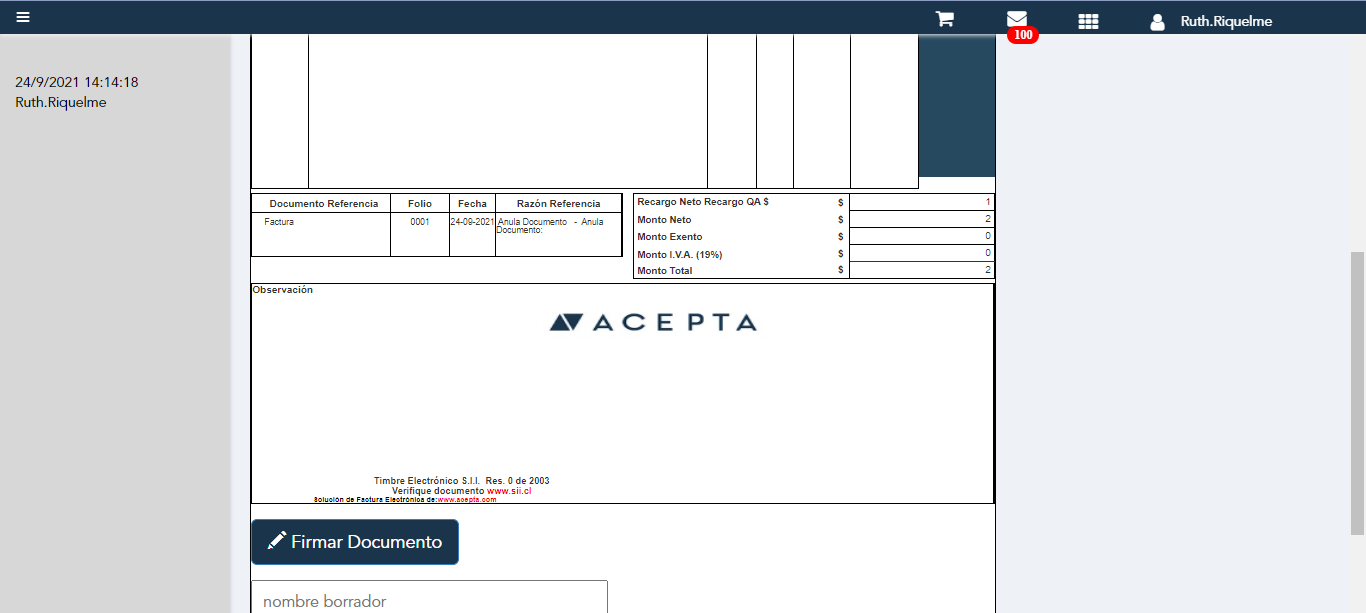 Ruth.Riquelme
100
24/9/2021 14:14:18
Ruth.Riquelme
Documento Referencia Folio Fecha Razón Referencia
Factura 0001 24-09-2021 Anula Documento - Anula
Documento:
Recargo Neto Recargo QA $ $ 1
Monto Neto $ 2
Monto Exento $ 0
Monto I.V.A. (19%) $ 0
Monto Total $ 2
Observación
ACEPTA
Timbre Electrónico S.I.I. Res. 0 de 2003
Verifique documento www.sii.cl
Solución de Factura Electrónica de:www.acepta.com
Firmar Documento
nombre borrador